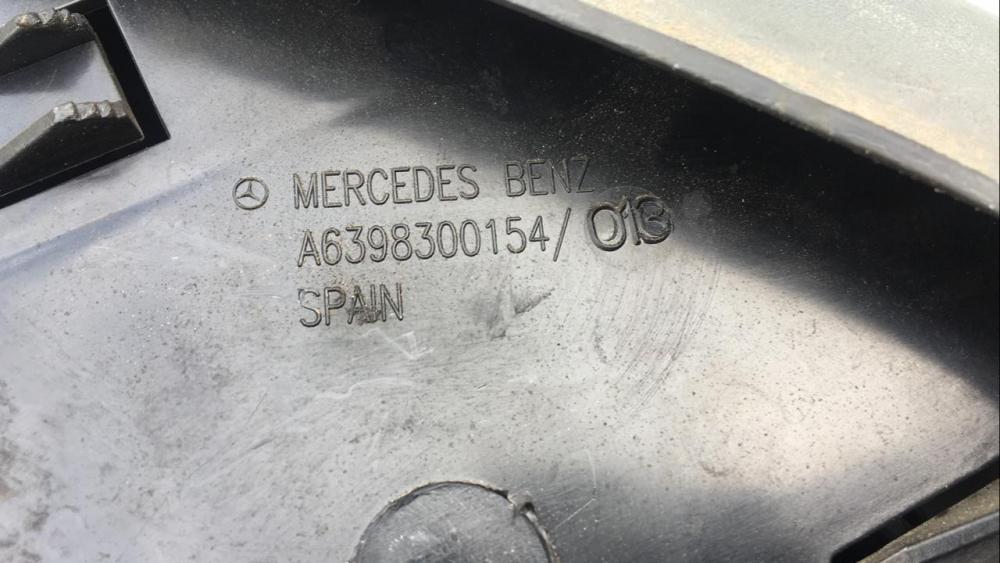 MERCEDES BENZ
A6398300154/ 013
SPAIN